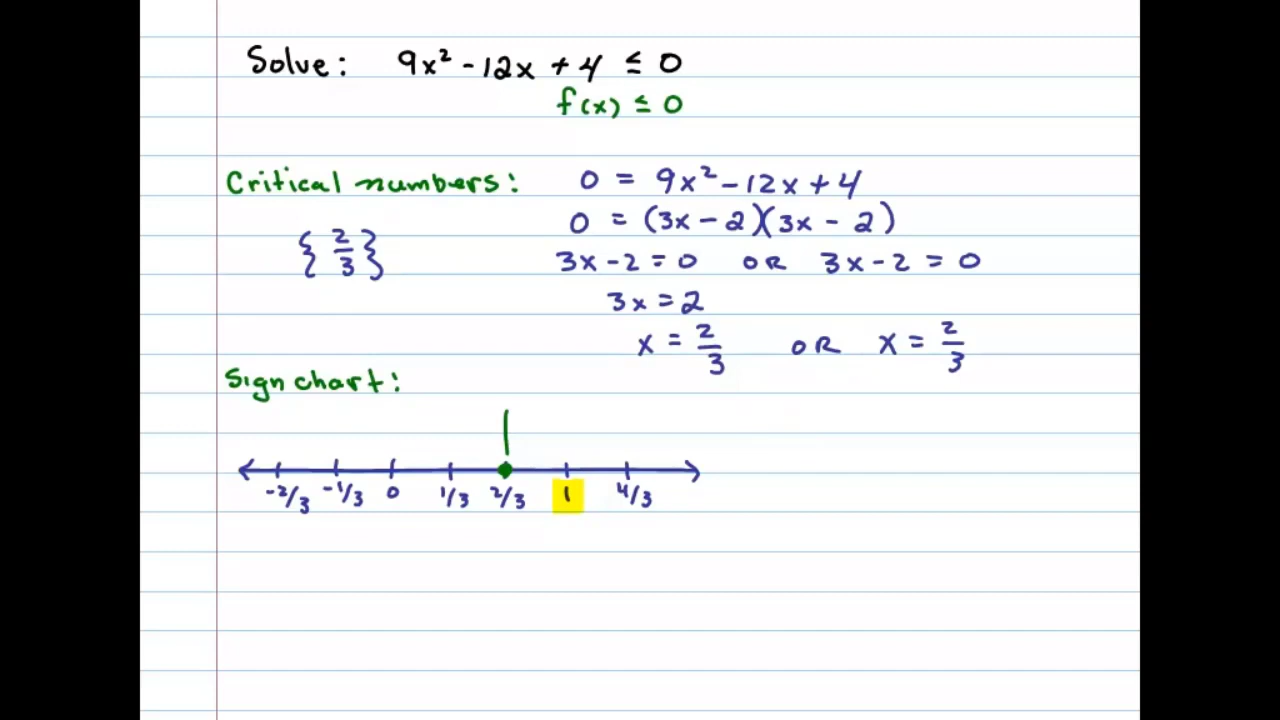 Solve: 9x² - 12x + 4 ≤ 0
f(x) ≤ 0
Critical numbers: 0 = 9x² - 12x + 4
0 = (3x - 2)(3x - 2)
{2/3} 3x - 2 = 0 OR 3x - 2 = 0
3x = 2
x = 2/3 OR x = 2/3
Sign chart:
-2/3 -1/3 0 1/3 2/3 1 4/3